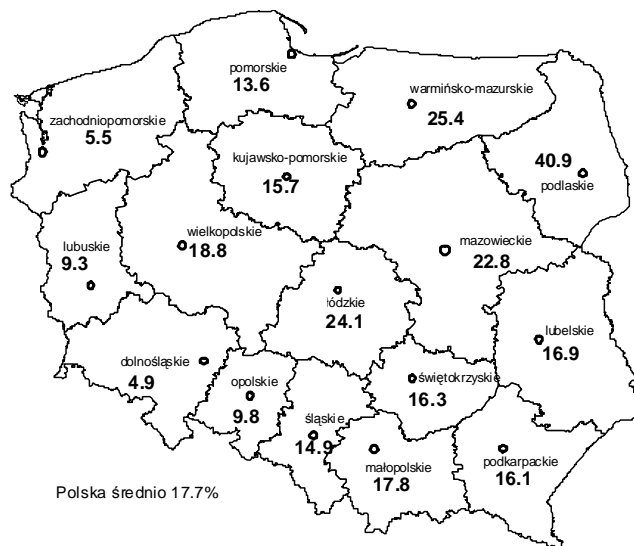 pomorskie
13.6
warmińsko-mazurskie
25.4
zachodniopomorskie
5.5
kujawsko-pomorskie
15.7
40.9
podlaskie
wielkopolskie
18.8
mazowieckie
22.8
lubuskie
9.3
łódzkie
24.1
lubelskie
16.9
dolnośląskie
4.9
opolskie
9.8
świętokrzyskie
16.3
śląskie
14.9
małopolskie
17.8
podkarpackie
16.1
Polska średnio 17.7%